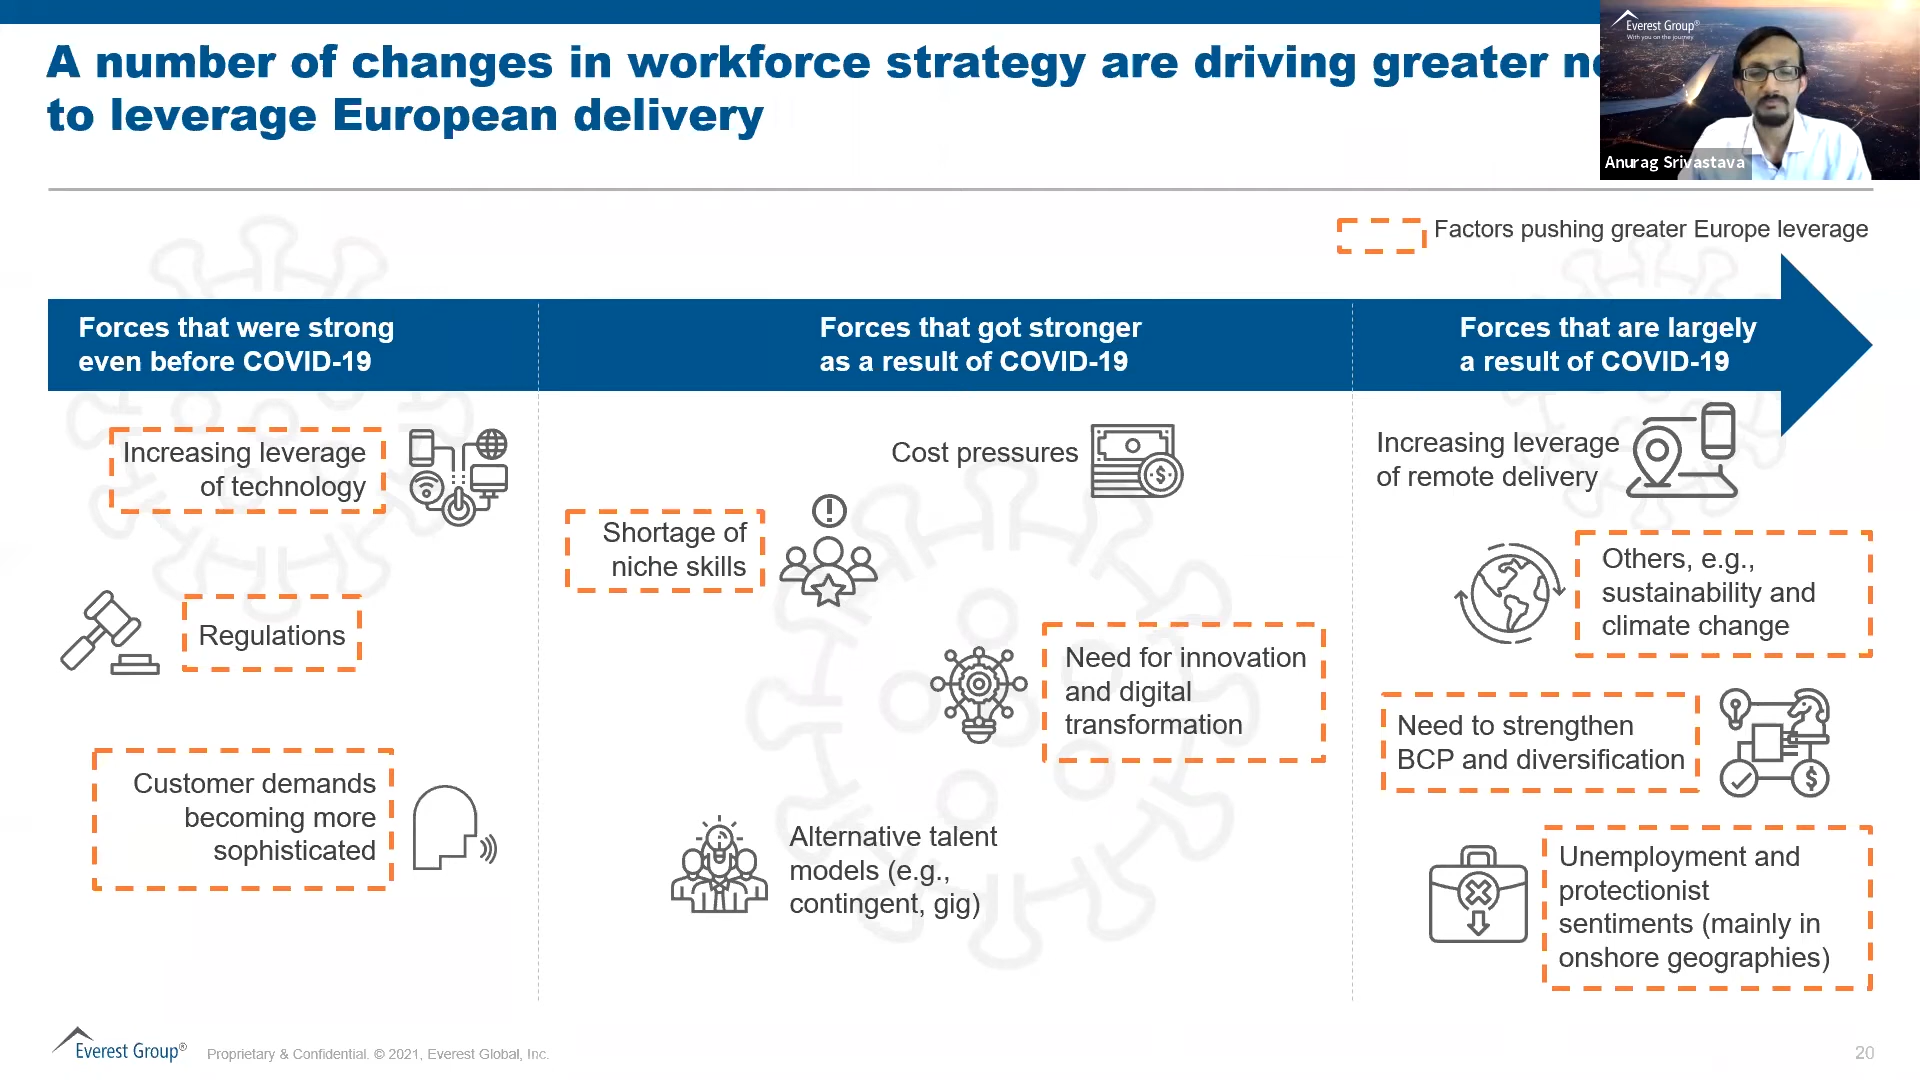 A number of changes in workforce strategy are driving greater
to leverage European delivery
Everest Group®
With you on the journey
Anurag Srivastava
Factors pushing greater Europe leverage
Forces that were strong
even before COVID-19
Forces that got stronger
as a result of COVID-19
Forces that are largely
a result of COVID-19
Increasing leverage
of technology
Regulations
Customer demands
becoming more
sophisticated
Cost pressures
Shortage of
niche skills
Need for innovation
and digital
transformation
Alternative talent
models (e.g.,
contingent, gig)
Increasing leverage
of remote delivery
Others, e.g.,
sustainability and
climate change
Need to strengthen
BCP and diversification
Unemployment and
protectionist
sentiments (mainly in
onshore geographies)
Everest Group®
Proprietary & Confidential. © 2021, Everest Global, Inc.
20